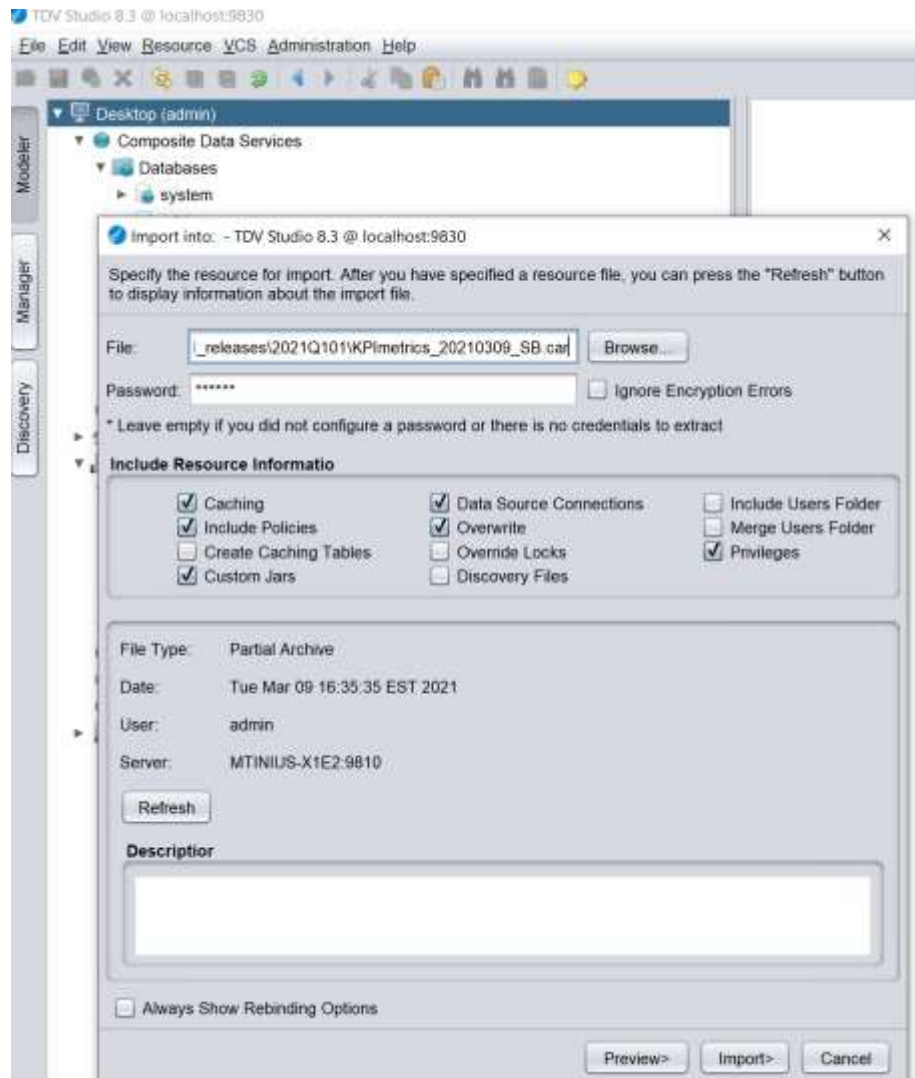 TDV Studio 8.3 @ localhost:9830
File Edit View Resource VCS Administration Help
Desktop (admin)
Composite Data Services
Databases
system
Modeler
Manager
Discovery
Import into: - TDV Studio 8.3 @ localhost:9830
Specify the resource for import. After you have specified a resource file, you can press the "Refresh" button
to display information about the import file.
File: _releases\2021Q101\KPImetrics_20210309_SB.car Browse...
Password: ****** Ignore Encryption Errors
* Leave empty if you did not configure a password or there is no credentials to extract
Include Resource Informatio
Caching Data Source Connections Include Users Folder
Include Policies Overwrite Merge Users Folder
Create Caching Tables Override Locks Privileges
Custom Jars Discovery Files
File Type: Partial Archive
Date: Tue Mar 09 16:35:35 EST 2021
User: admin
Server: MTINIUS-X1E2:9810
Refresh
Descriptior
Always Show Rebinding Options
Preview> Import> Cancel